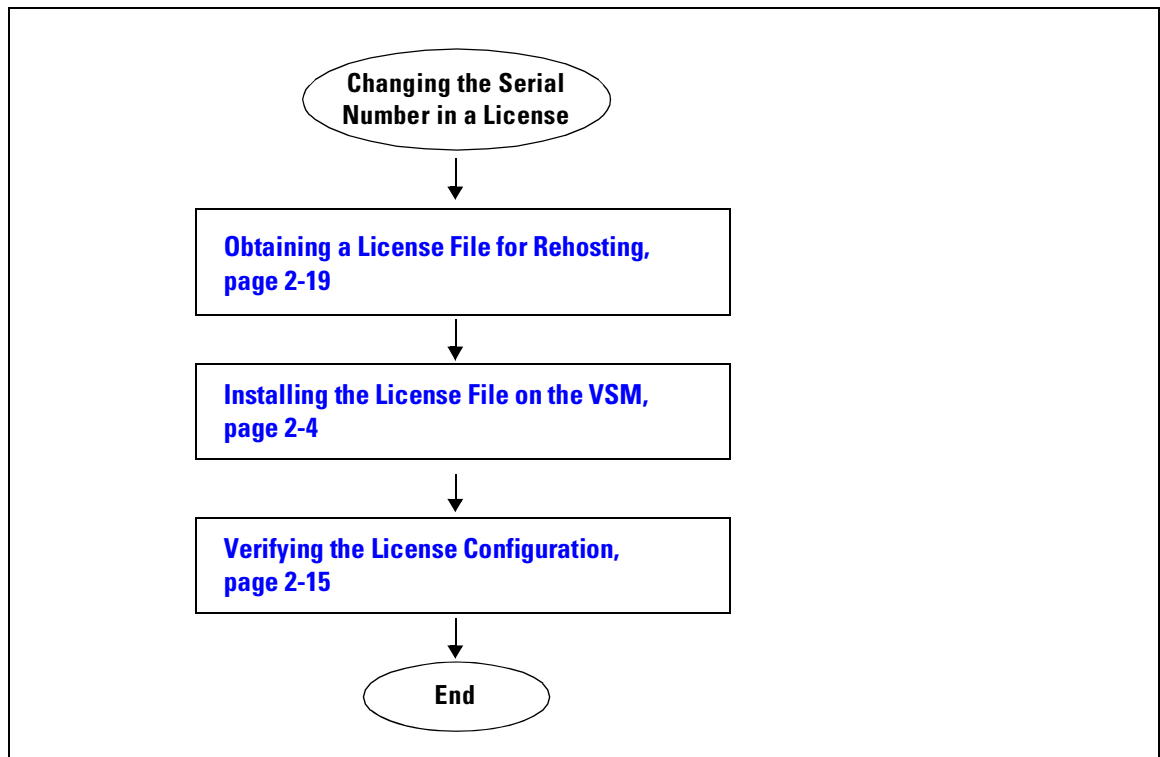 Changing the Serial
Number in a License
Obtaining a License File for Rehosting,
page 2-19
Installing the License File on the VSM,
page 2-4
Verifying the License Configuration,
page 2-15
End